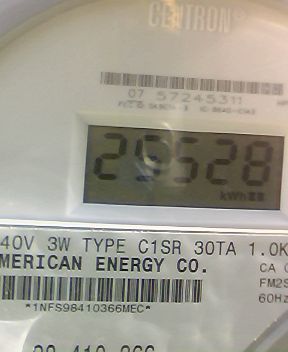 CENTRON
07 57245311
29528
kWh
40V 3W TYPE C1SR 30TA 1.0K
MERICAN ENERGY CO. CA
FM2S
*1NFS98410366MEC* 60Hz